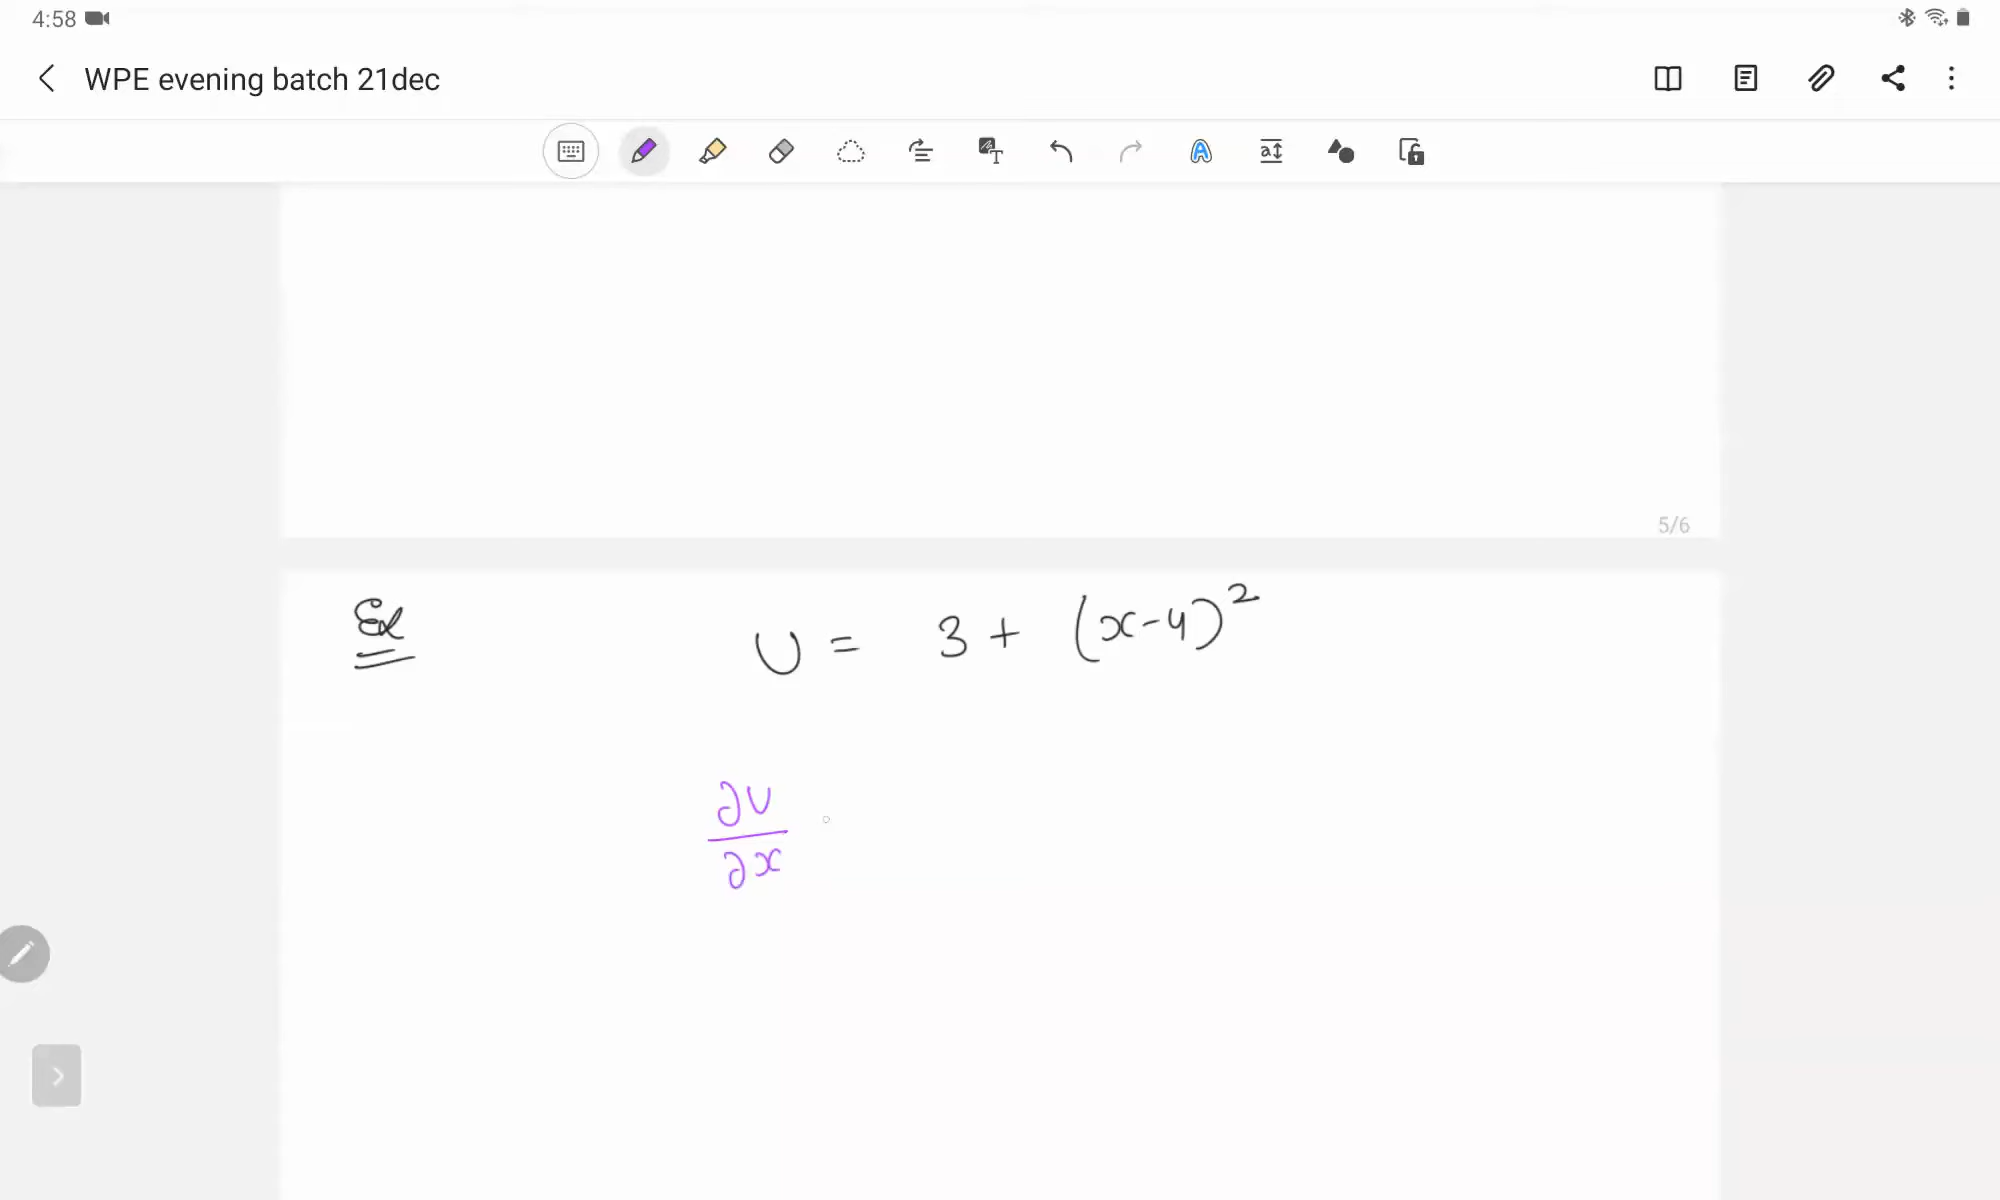 4:58
WPE evening batch 21dec
5/6
Ex
U = 3 + (x-4)²
∂U
∂x